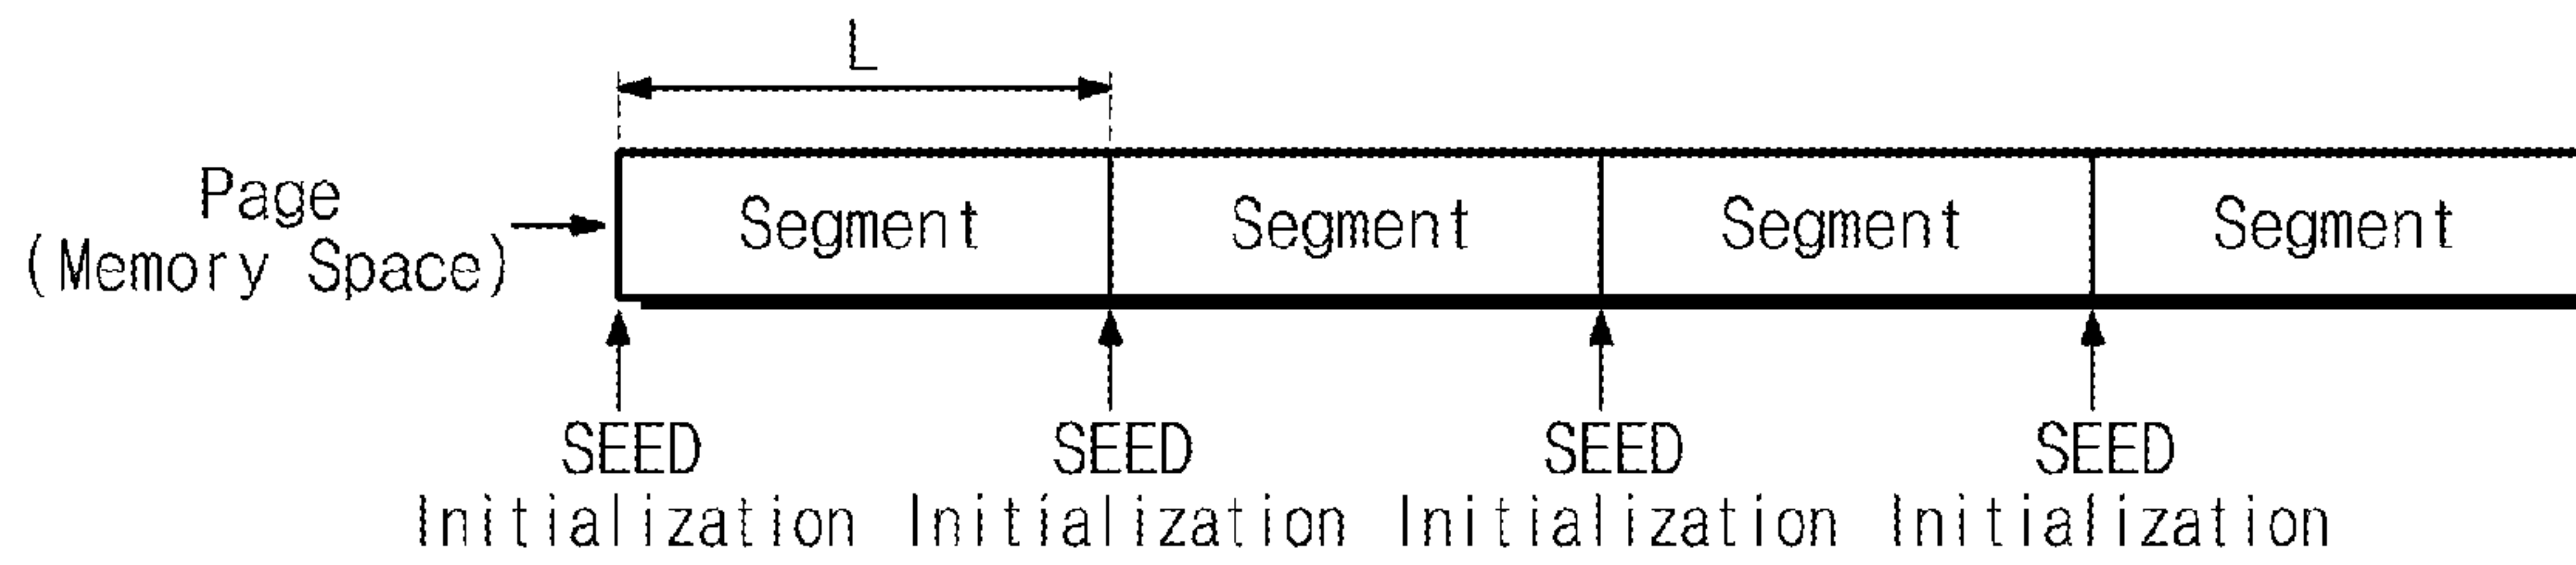 L
Page
(Memory Space)
Segment Segment Segment Segment
SEED SEED SEED SEED
Initialization Initialization Initialization Initialization